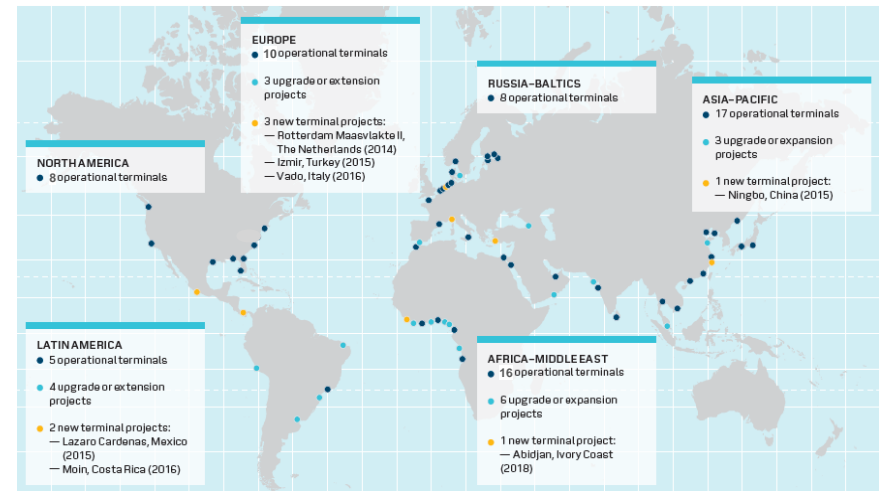 EUROPE
10 operational terminals
3 upgrade or extension
projects
3 new terminal projects:
— Rotterdam Maasvlakte II,
The Netherlands (2014)
— Izmir, Turkey (2015)
— Vado, Italy (2016)
RUSSIA–BALTICS
8 operational terminals
ASIA–PACIFIC
17 operational terminals
3 upgrade or expansion
projects
1 new terminal project:
— Ningbo, China (2015)
NORTH AMERICA
8 operational terminals
LATIN AMERICA
5 operational terminals
4 upgrade or extension
projects
2 new terminal projects:
— Lazaro Cardenas, Mexico
(2015)
— Moin, Costa Rica (2016)
AFRICA–MIDDLE EAST
16 operational terminals
6 upgrade or expansion
projects
1 new terminal project:
— Abidjan, Ivory Coast
(2018)